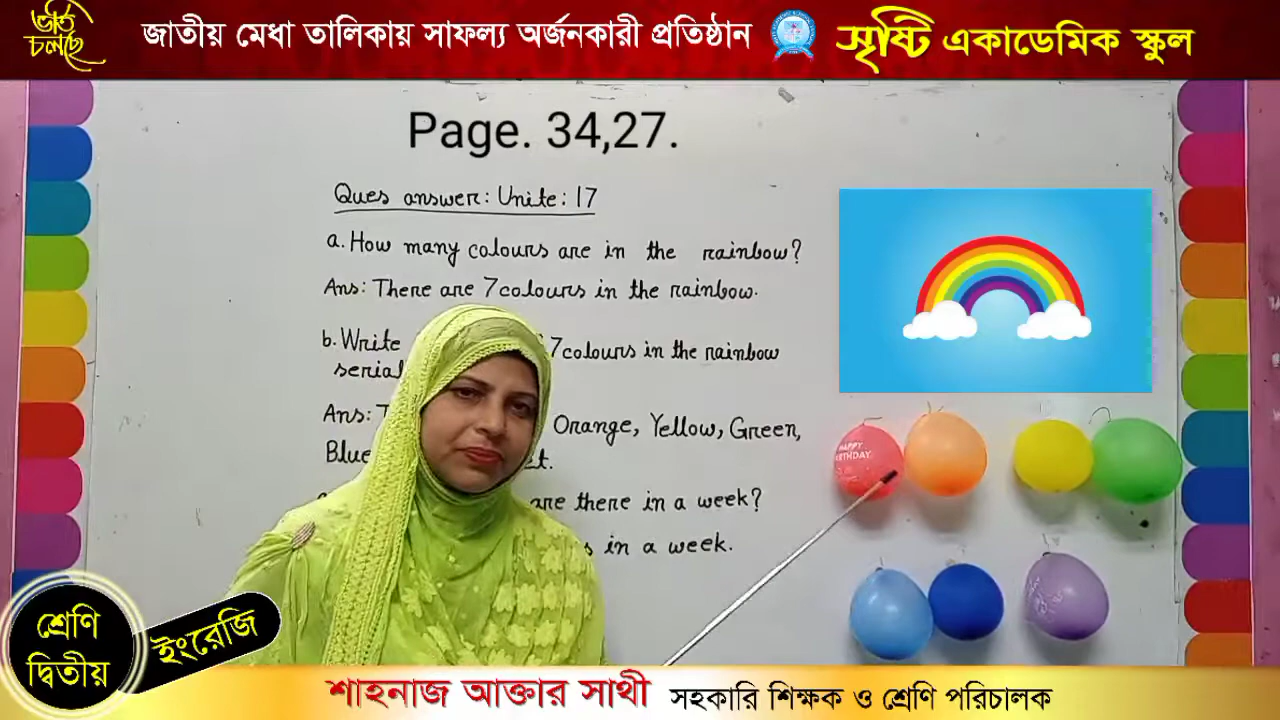 ভর্তি চলছে
জাতীয় মেধা তালিকায় সাফল্য অর্জনকারী প্রতিষ্ঠান সৃষ্টি একাডেমিক স্কুল
Page. 34,27.
Ques answer: Unite: 17
a. How many colours are in the rainbow?
Ans: There are 7 colours in the rainbow.
b. Write 7 colours in the rainbow
serial
Ans: Orange, Yellow, Green,
Blue
are there in a week?
in a week.
HAPPY
শ্রেণি
দ্বিতীয়
ইংরেজি
শাহনাজ আক্তার সাথী সহকারি শিক্ষক ও শ্রেণি পরিচালক